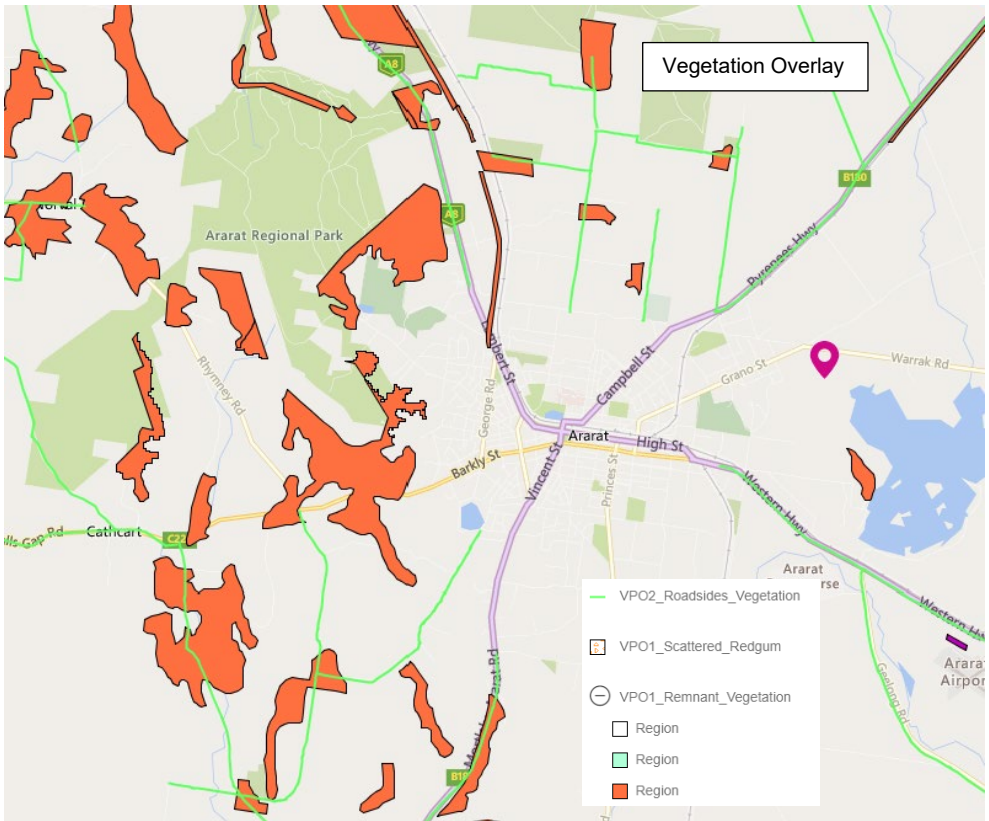 Vegetation Overlay
A8
A8
B180
Ararat Regional Park
Pyrenees Hwy
Rhymney Rd
George Rd
Campbell St
Grano St
Warrak Rd
Ararat
High St
Barkly St
Vincent St
Princes St
Western Hwy
Cathcart
C22
Ararat
Western
Geelong Rd
Ararat
Airport
VPO2_Roadsides_Vegetation
VPO1_Scattered_Redgum
VPO1_Remnant_Vegetation
Region
Region
Region